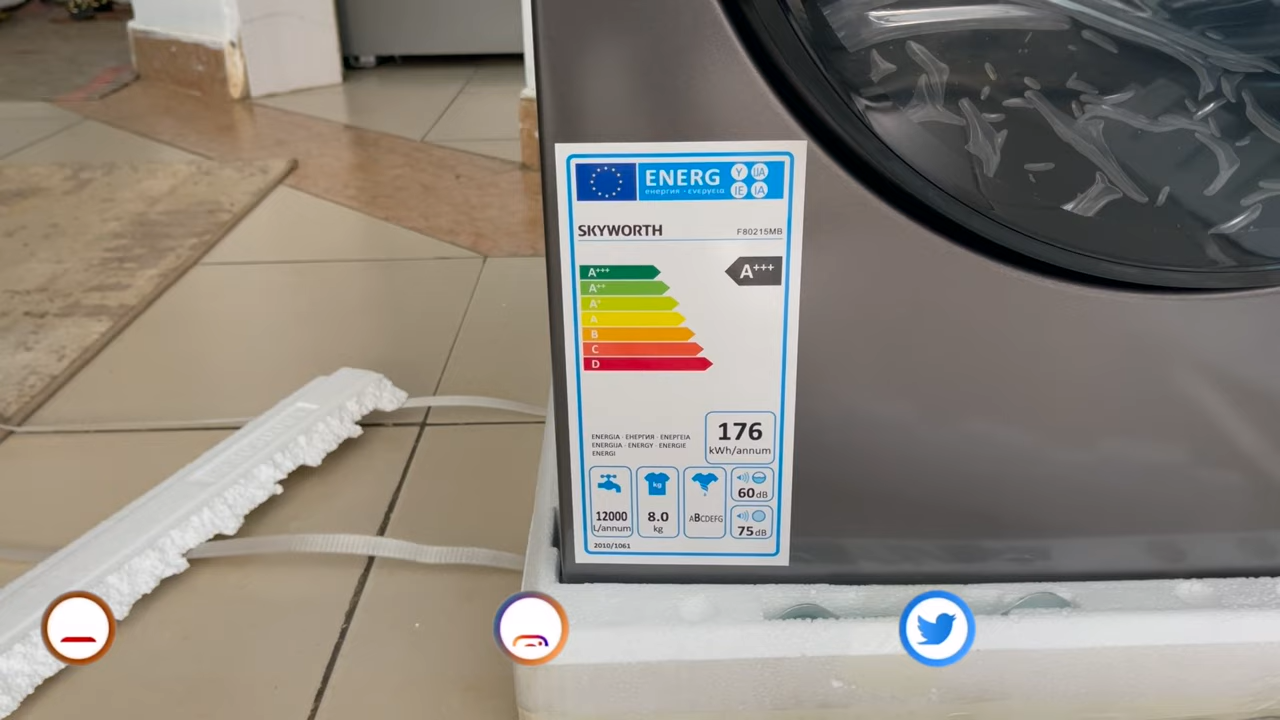 ENERG
енергия · ενεργεια
Y IJA
IE IA
SKYWORTH F80215MB
A+++
A+++
A++
A+
A
B
C
D
176
kWh/annum
ENERGIA · ЕНЕРГИЯ · ΕΝΕΡΓΕΙΑ
ENERGIJA · ENERGY · ENERGIE
ENERGI
12000
L/annum
kg
8.0
kg
ABCDEFG
60dB
75dB
2010/1061